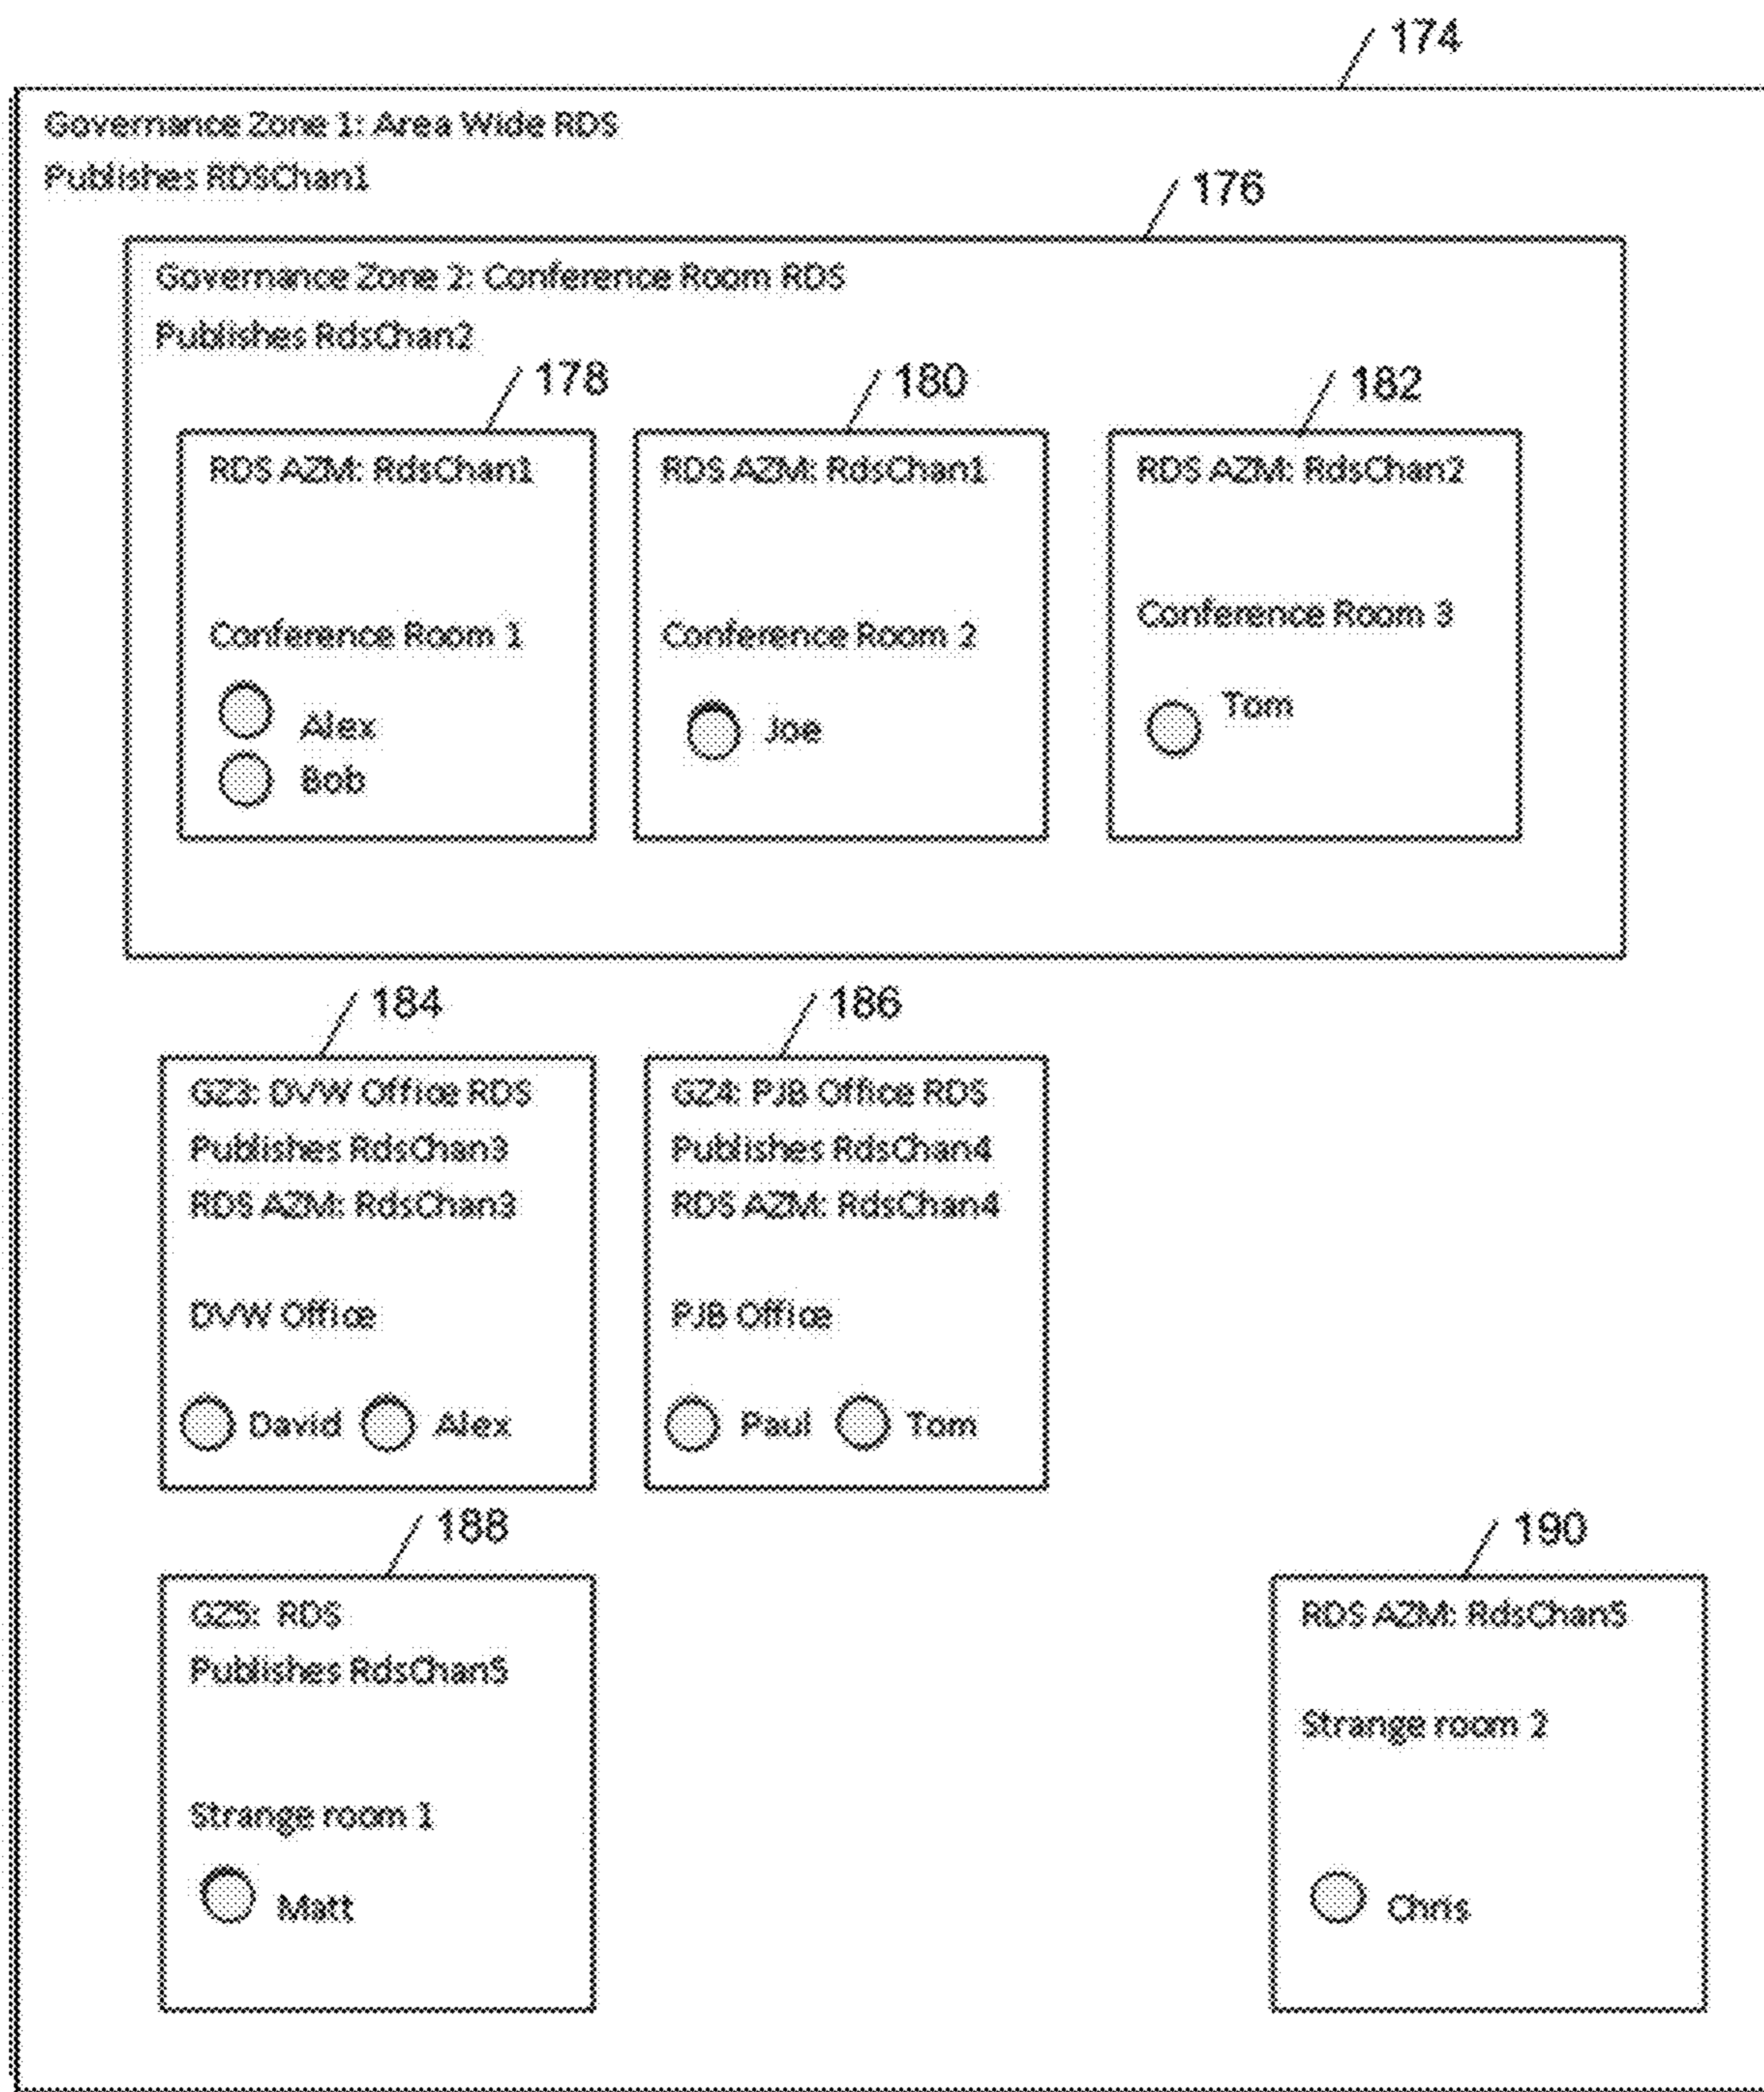 174
Governance Zone 1: Area Wide RDS
Publishes RDSChan1
176
Governance Zone 2: Conference Room RDS
Publishes RdsChan2
178
180
182
RDS AZM: RdsChan1
RDS AZM: RdsChan1
RDS AZM: RdsChan2
Conference Room 1
Conference Room 2
Conference Room 3
Alex
Joe
Tom
Bob
184
186
GZ3: DVW Office RDS
Publishes RdsChan3
RDS AZM: RdsChan3
DVW Office
David
Alex
GZ4: PJB Office RDS
Publishes RdsChan4
RDS AZM: RdsChan4
PJB Office
Paul
Tom
188
GZ5: RDS
Publishes RdsChan5
Strange room 1
Matt
190
RDS AZM: RdsChan5
Strange room 2
Chris